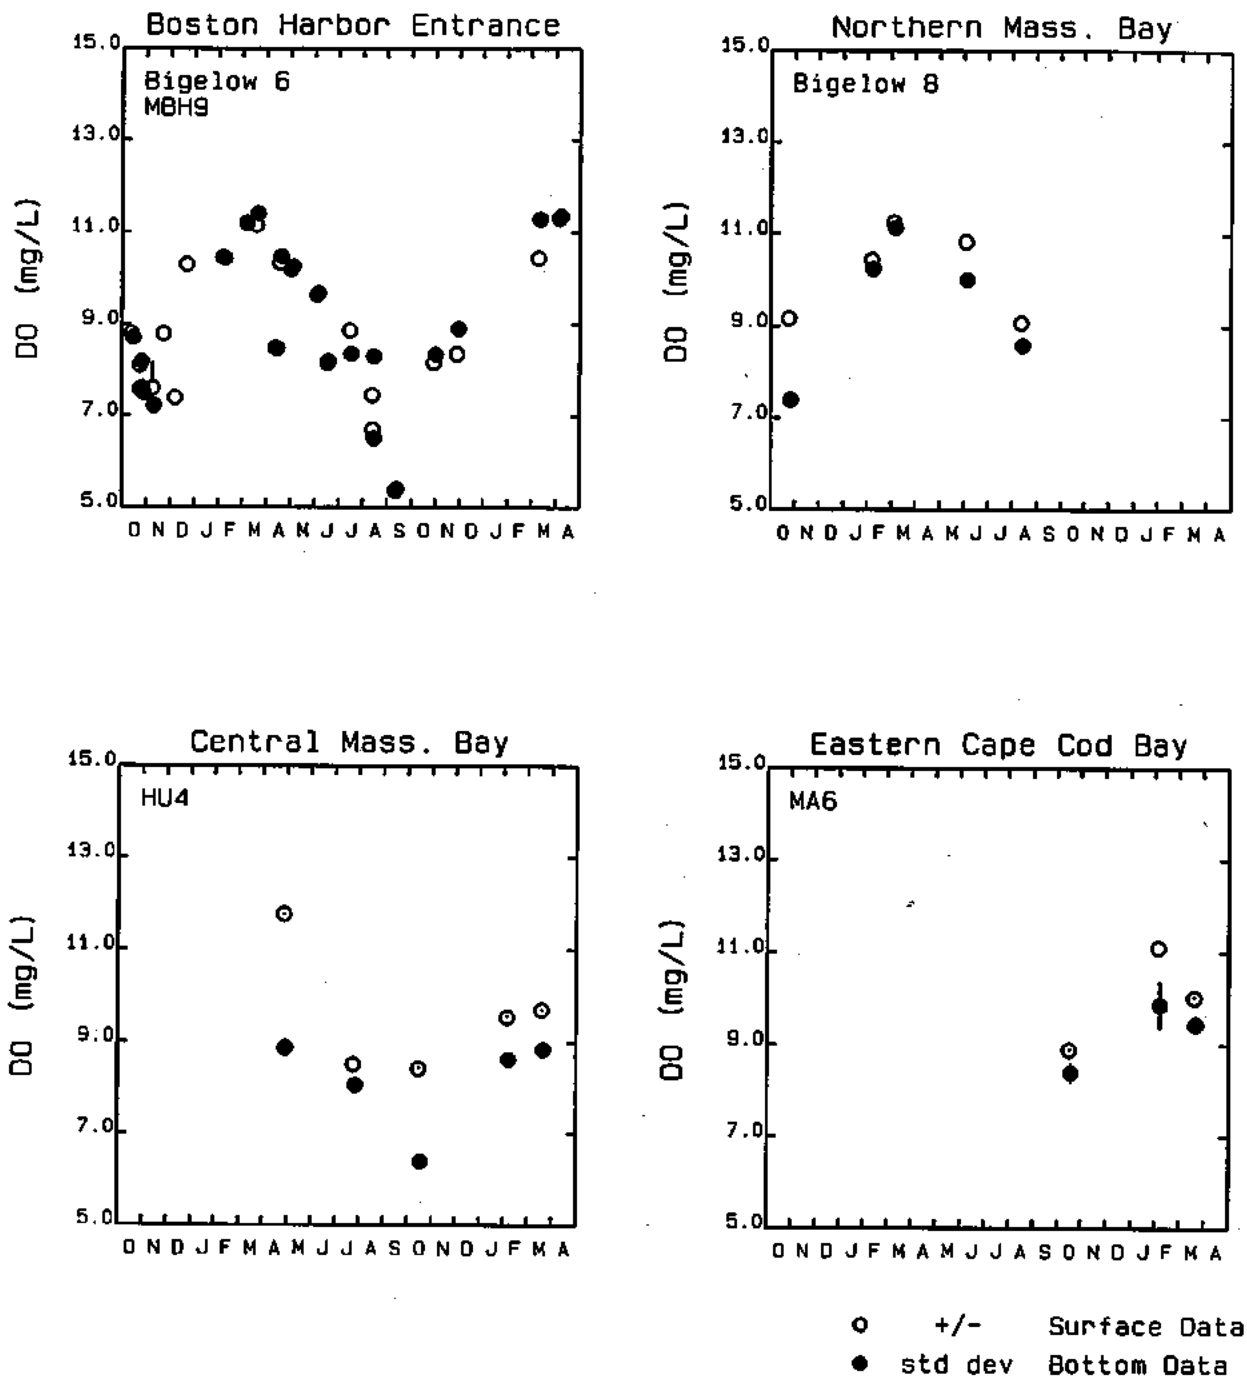 Boston Harbor Entrance
15.0
Bigelow 6
MBH9
13.0
11.0
9.0
7.0
5.0
DO (mg/L)
O N D J F M A M J J A S O N D J F M A
Northern Mass. Bay
15.0
Bigelow 8
13.0
11.0
9.0
7.0
5.0
DO (mg/L)
O N D J F M A M J J A S O N D J F M A
Central Mass. Bay
15.0
HU4
13.0
11.0
9.0
7.0
5.0
DO (mg/L)
O N D J F M A M J J A S O N D J F M A
Eastern Cape Cod Bay
15.0
MA6
13.0
11.0
9.0
7.0
5.0
DO (mg/L)
O N D J F M A M J J A S O N D J F M A
+/- Surface Data
std dev Bottom Data